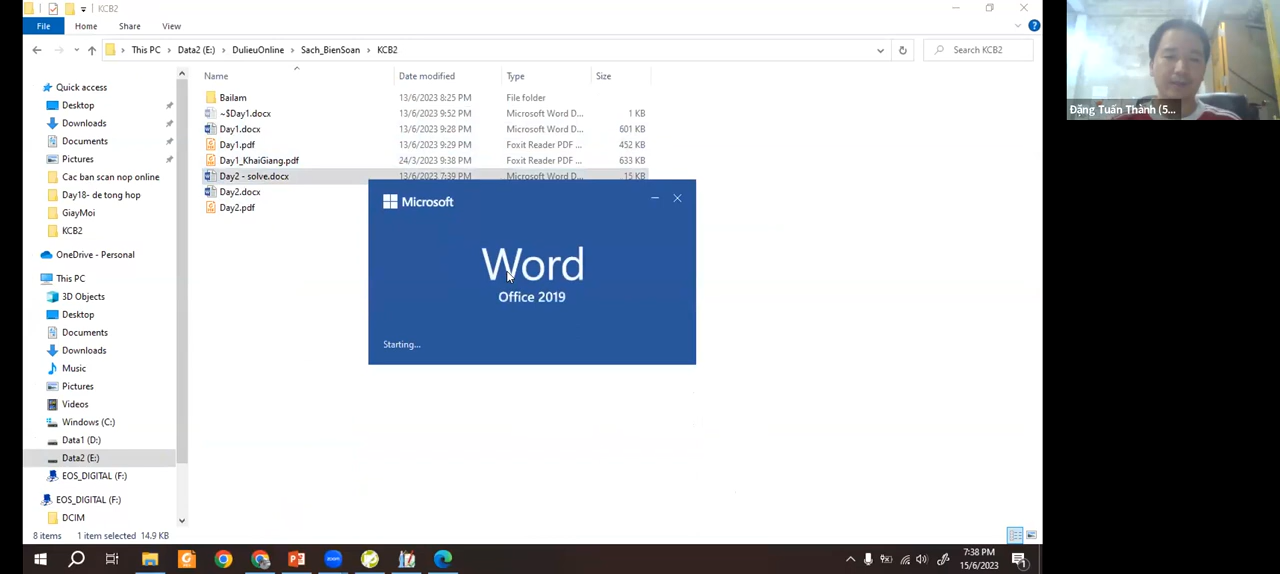 KCB2
File Home Share View
This PC Data2 (E:) DulieuOnline Sach_BienSoan KCB2
Search KCB2
Name Date modified Type Size
Quick access
Desktop
Downloads
Documents
Pictures
Cac ban scan nop online
Day18- de tong hop
GiayMoi
KCB2
OneDrive - Personal
This PC
3D Objects
Desktop
Documents
Downloads
Music
Pictures
Videos
Windows (C:)
Data1 (D:)
Data2 (E:)
EOS_DIGITAL (F:)
EOS_DIGITAL (F:)
DCIM
Bailam 13/6/2023 8:25 PM File folder
~$Day1.docx 13/6/2023 9:52 PM Microsoft Word D... 1 KB
Day1.docx 13/6/2023 9:28 PM Microsoft Word D... 601 KB
Day1.pdf 13/6/2023 9:29 PM Foxit Reader PDF ... 452 KB
Day1_KhaiGiang.pdf 24/3/2023 9:38 PM Foxit Reader PDF ... 633 KB
Day2 - solve.docx 13/6/2023 7:39 PM Microsoft Word D... 15 KB
Day2.docx
Day2.pdf
Microsoft
Word
Office 2019
Starting...
Đặng Tuấn Thành (5...
8 items 1 item selected 14.9 KB
7:38 PM
15/6/2023